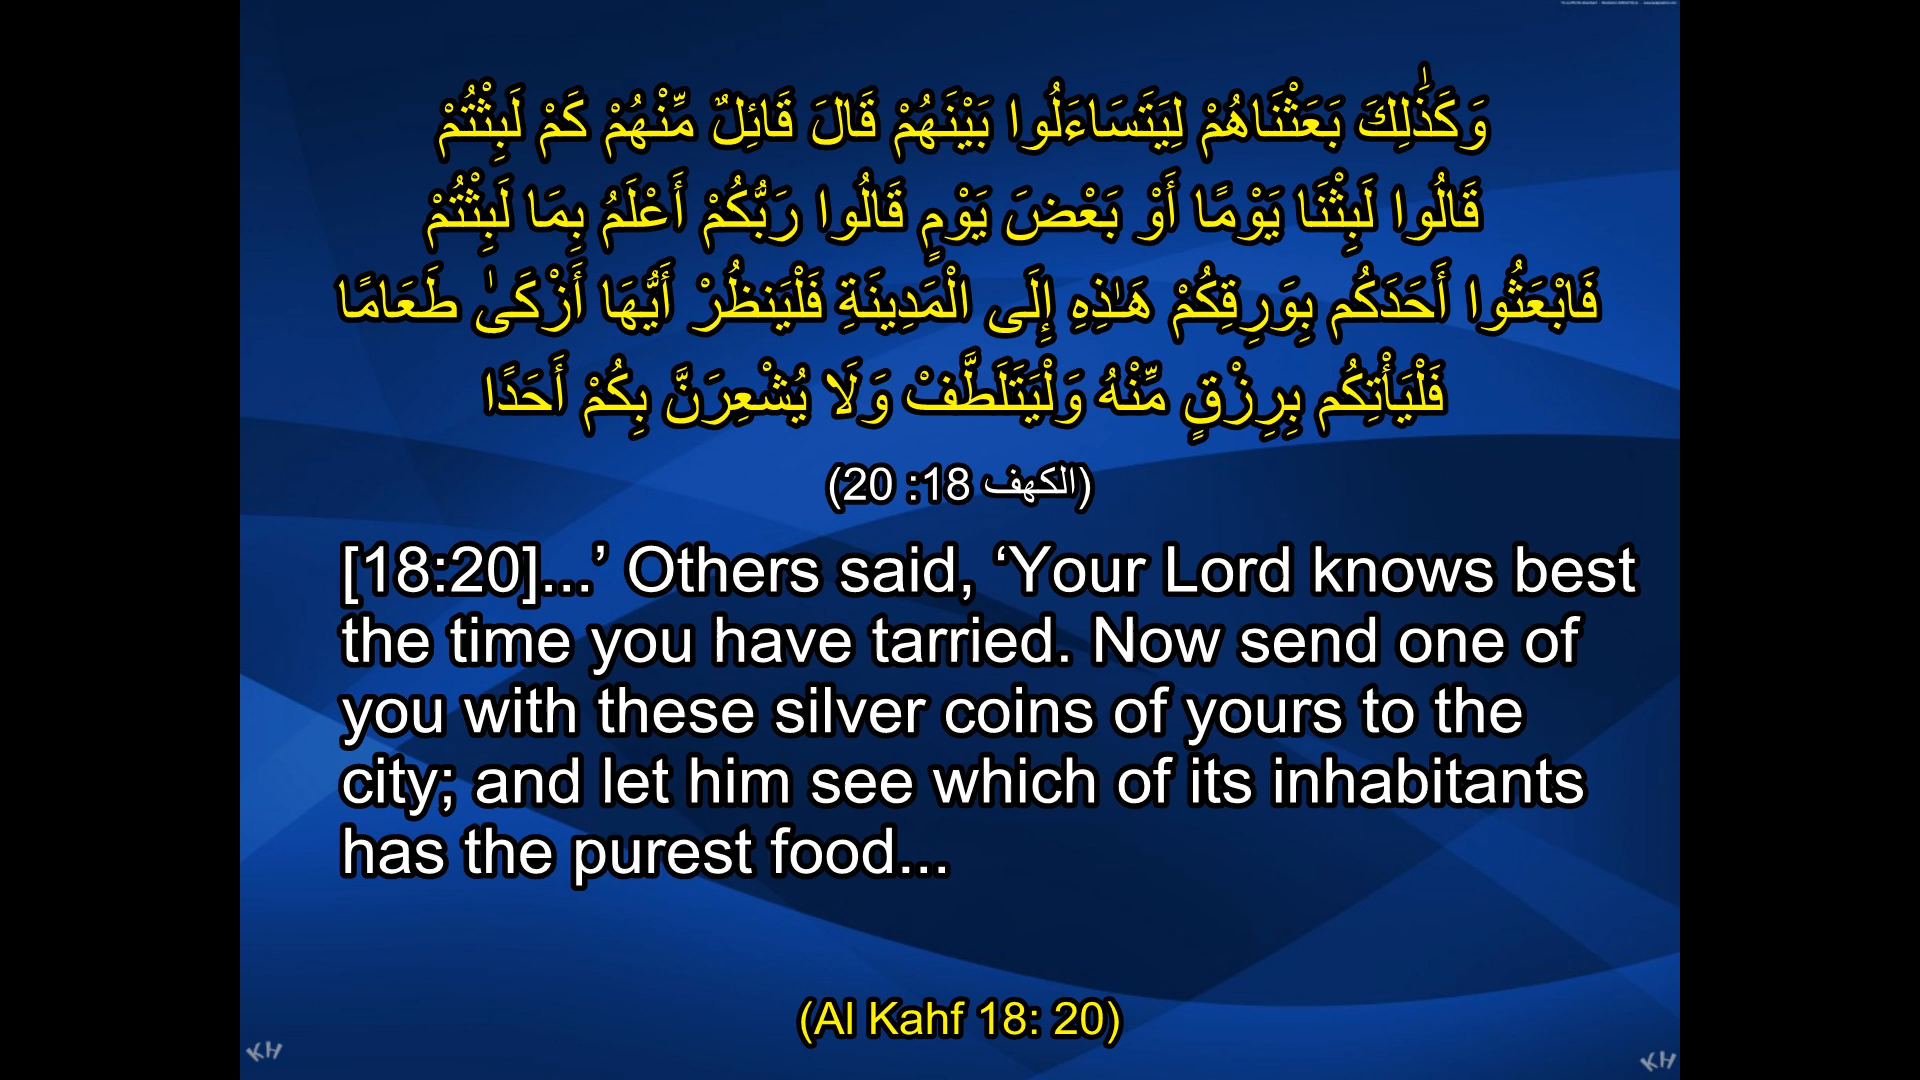 وَكَذَٰلِكَ بَعَثْنَاهُمْ لِيَتَسَاءَلُوا بَيْنَهُمْ قَالَ قَائِلٌ مِّنْهُمْ كَمْ لَبِثْتُمْ
قَالُوا لَبِثْنَا يَوْمًا أَوْ بَعْضَ يَوْمٍ قَالُوا رَبُّكُمْ أَعْلَمُ بِمَا لَبِثْتُمْ
فَابْعَثُوا أَحَدَكُم بِوَرِقِكُمْ هَـٰذِهِ إِلَى الْمَدِينَةِ فَلْيَنظُرْ أَيُّهَا أَزْكَىٰ طَعَامًا
فَلْيَأْتِكُم بِرِزْقٍ مِّنْهُ وَلْيَتَلَطَّفْ وَلَا يُشْعِرَنَّ بِكُمْ أَحَدًا
(الكهف 18: 20)
[18:20]...’ Others said, ‘Your Lord knows best
the time you have tarried. Now send one of
you with these silver coins of yours to the
city; and let him see which of its inhabitants
has the purest food...
(Al Kahf 18: 20)
KH
KH